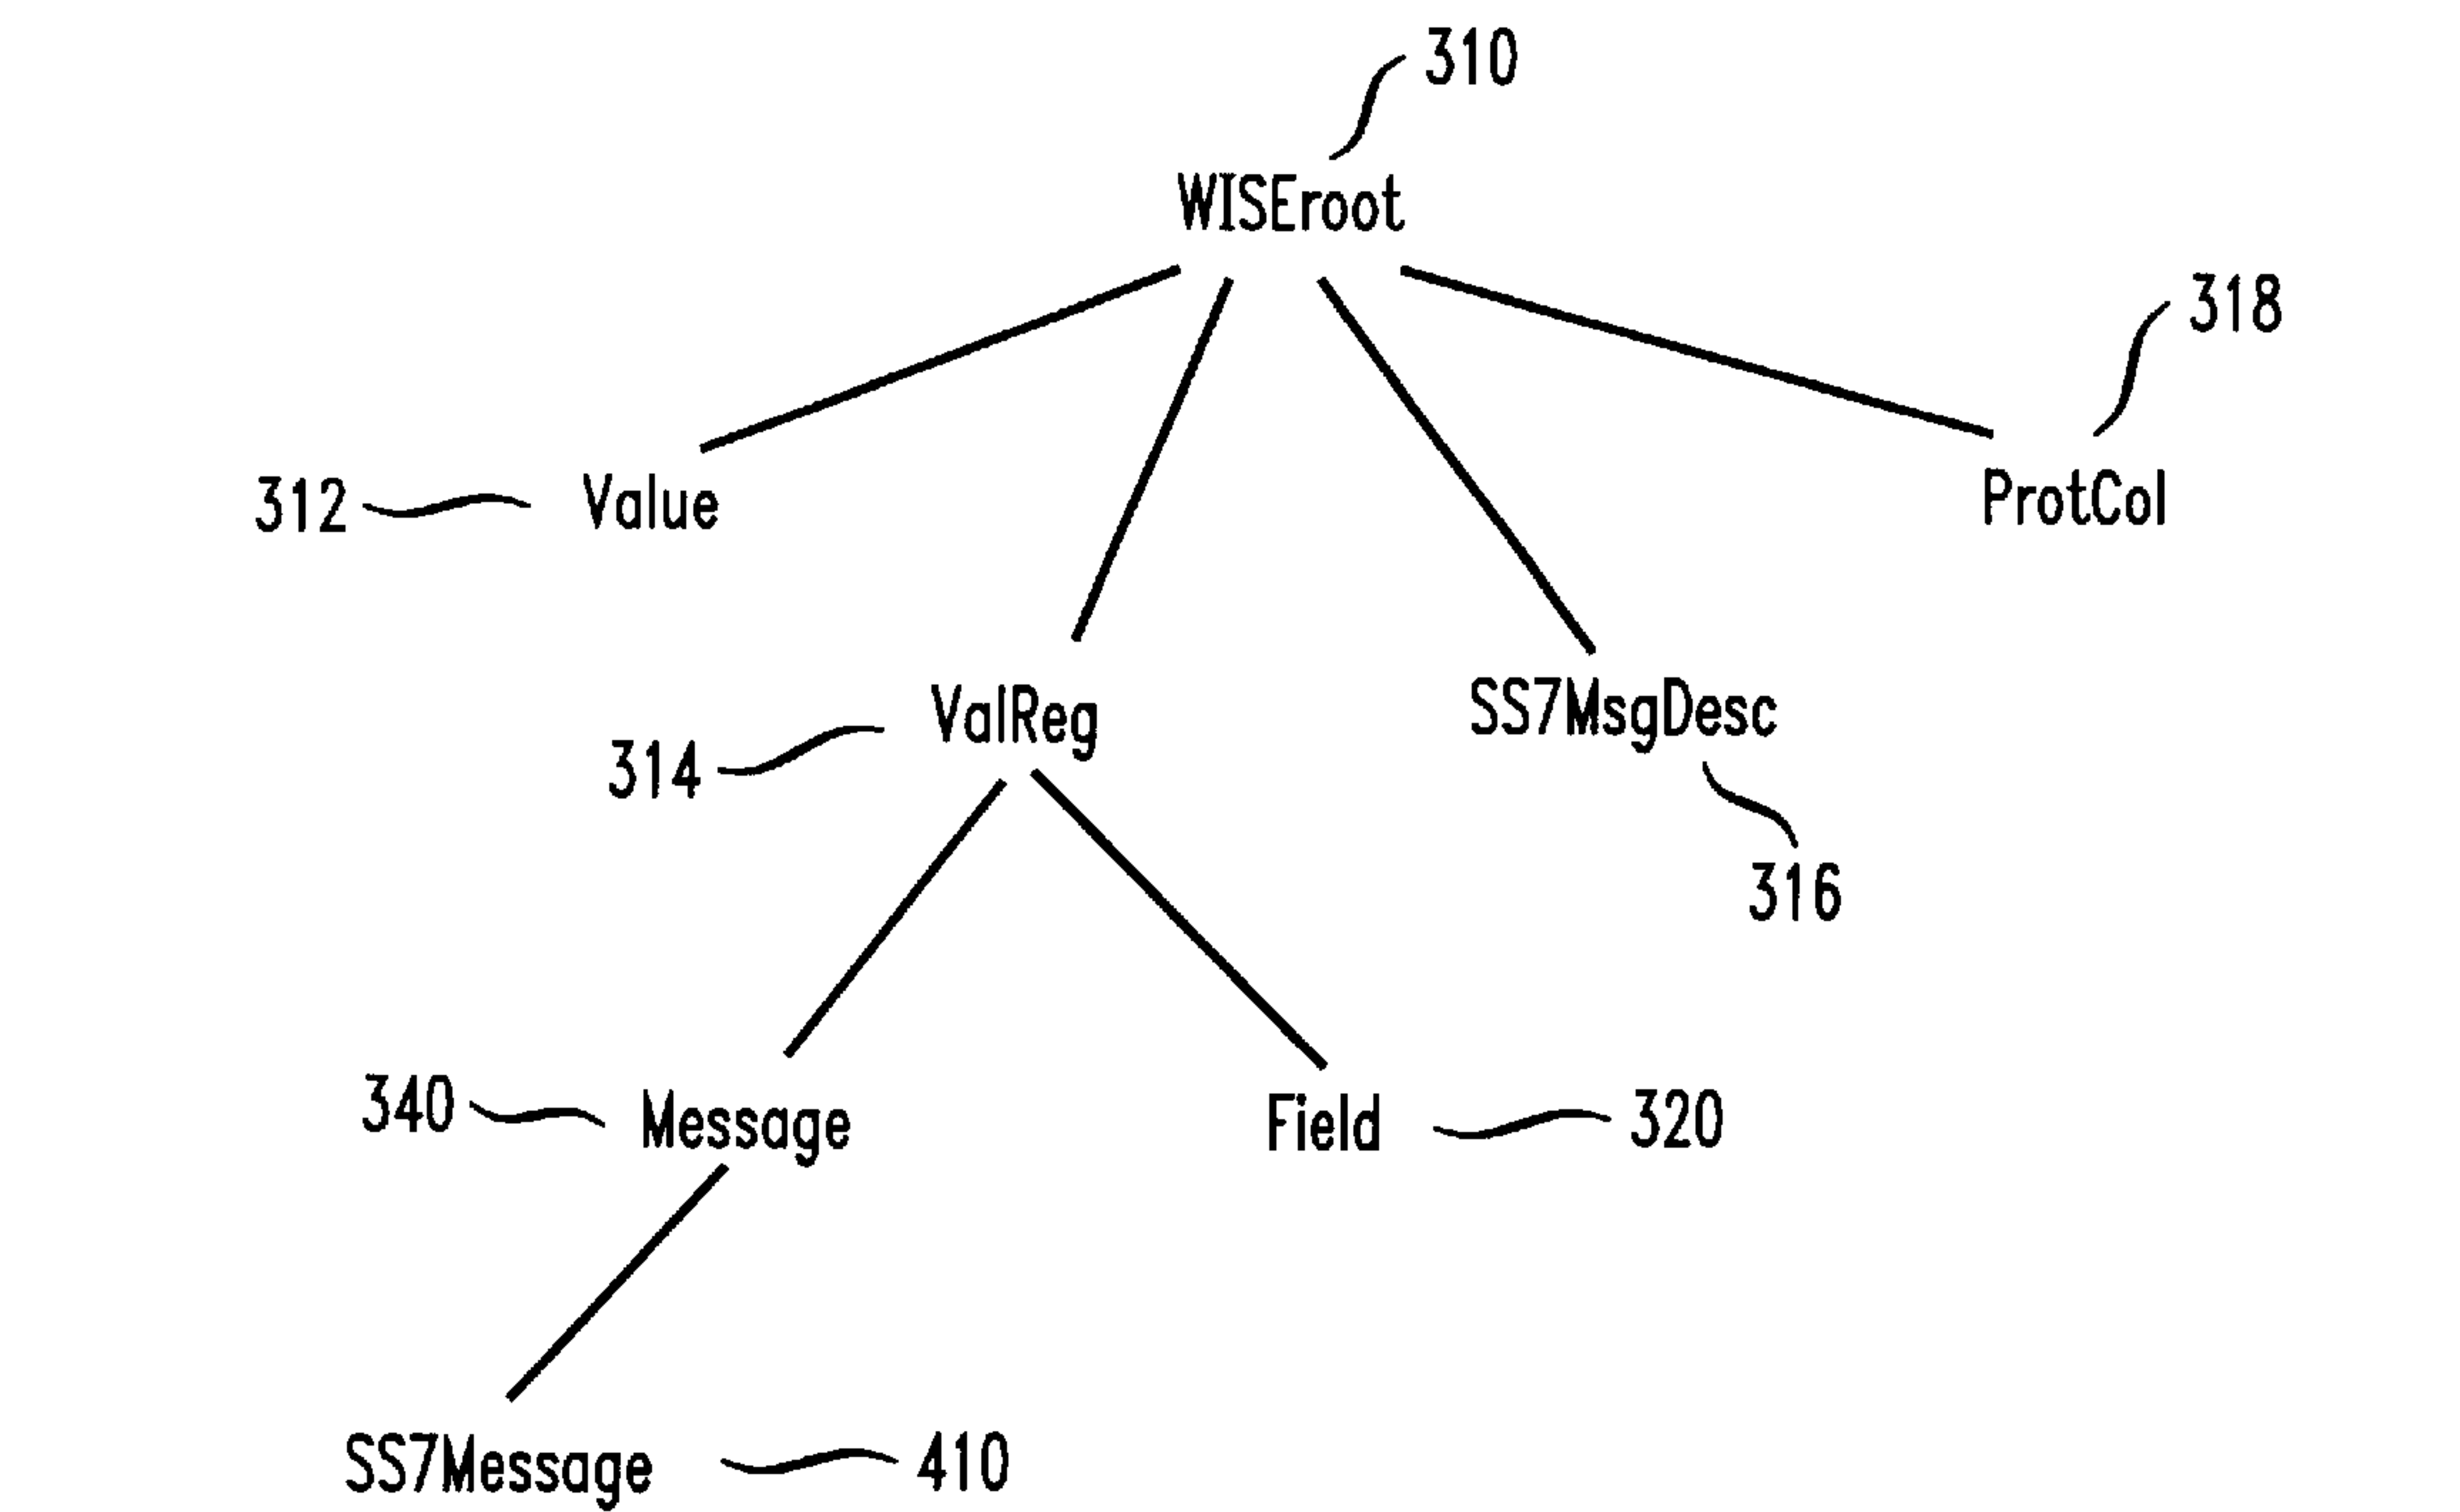 310
WISEroot
318
312 Value
ProtCol
ValReg
SS7MsgDesc
314
316
340 Message
Field 320
SS7Message 410